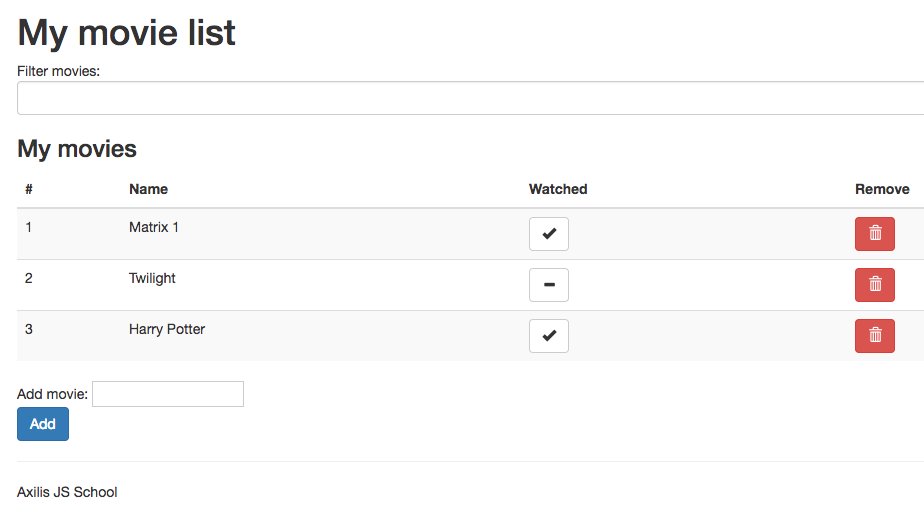 My movie list
Filter movies:
My movies
# Name Watched Remove
1 Matrix 1
2 Twilight
3 Harry Potter
Add movie:
Add
Axilis JS School